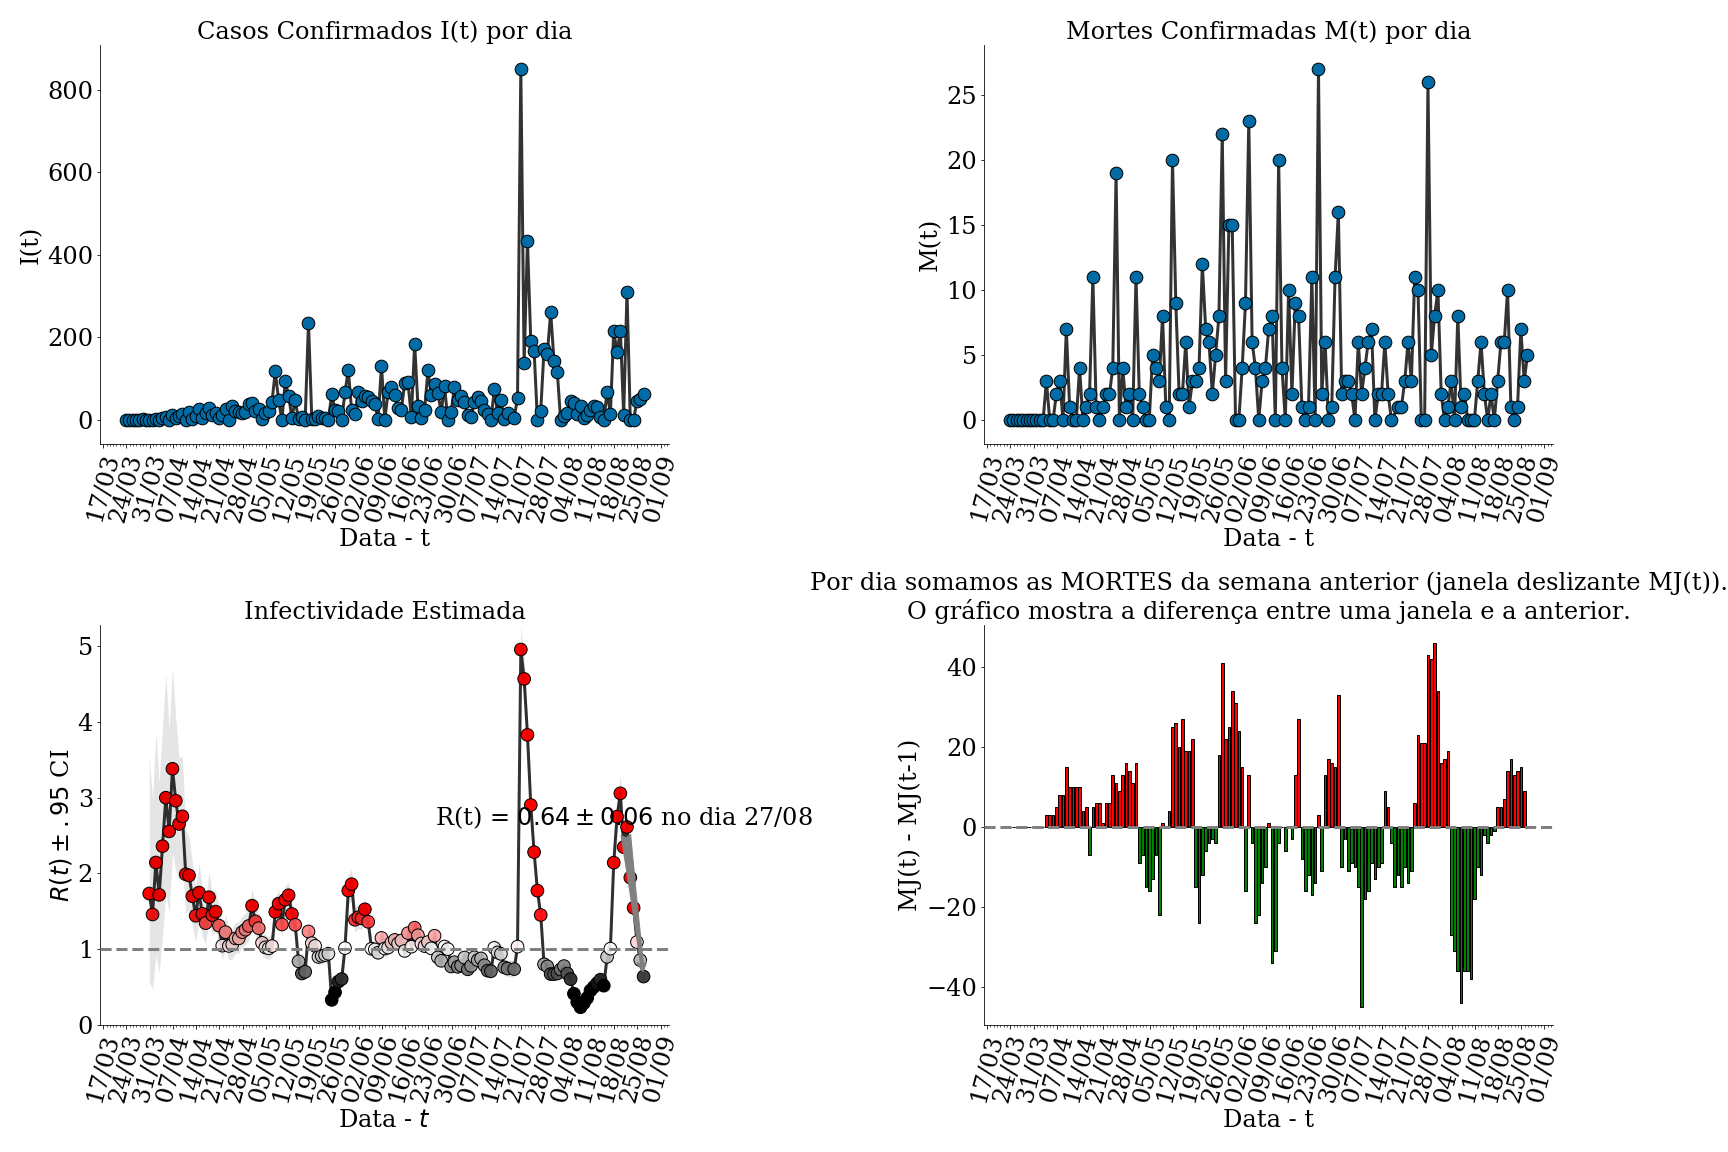 Casos Confirmados I(t) por dia
I(t)
800
600
400
200
0
17/03 24/03 31/03 07/04 14/04 21/04 28/04 05/05 12/05 19/05 26/05 02/06 09/06 16/06 23/06 30/06 07/07 14/07 21/07 28/07 04/08 11/08 18/08 25/08 01/09
Data - t
Mortes Confirmadas M(t) por dia
M(t)
25
20
15
10
5
0
17/03 24/03 31/03 07/04 14/04 21/04 28/04 05/05 12/05 19/05 26/05 02/06 09/06 16/06 23/06 30/06 07/07 14/07 21/07 28/07 04/08 11/08 18/08 25/08 01/09
Data - t
Infectividade Estimada
R(t) ± .95 CI
5
4
3
2
1
0
R(t) = 0.64 ± 0.06 no dia 27/08
17/03 24/03 31/03 07/04 14/04 21/04 28/04 05/05 12/05 19/05 26/05 02/06 09/06 16/06 23/06 30/06 07/07 14/07 21/07 28/07 04/08 11/08 18/08 25/08 01/09
Data - t
Por dia somamos as MORTES da semana anterior (janela deslizante MJ(t)).
O gráfico mostra a diferença entre uma janela e a anterior.
MJ(t) - MJ(t-1)
40
20
0
−20
−40
17/03 24/03 31/03 07/04 14/04 21/04 28/04 05/05 12/05 19/05 26/05 02/06 09/06 16/06 23/06 30/06 07/07 14/07 21/07 28/07 04/08 11/08 18/08 25/08 01/09
Data - t